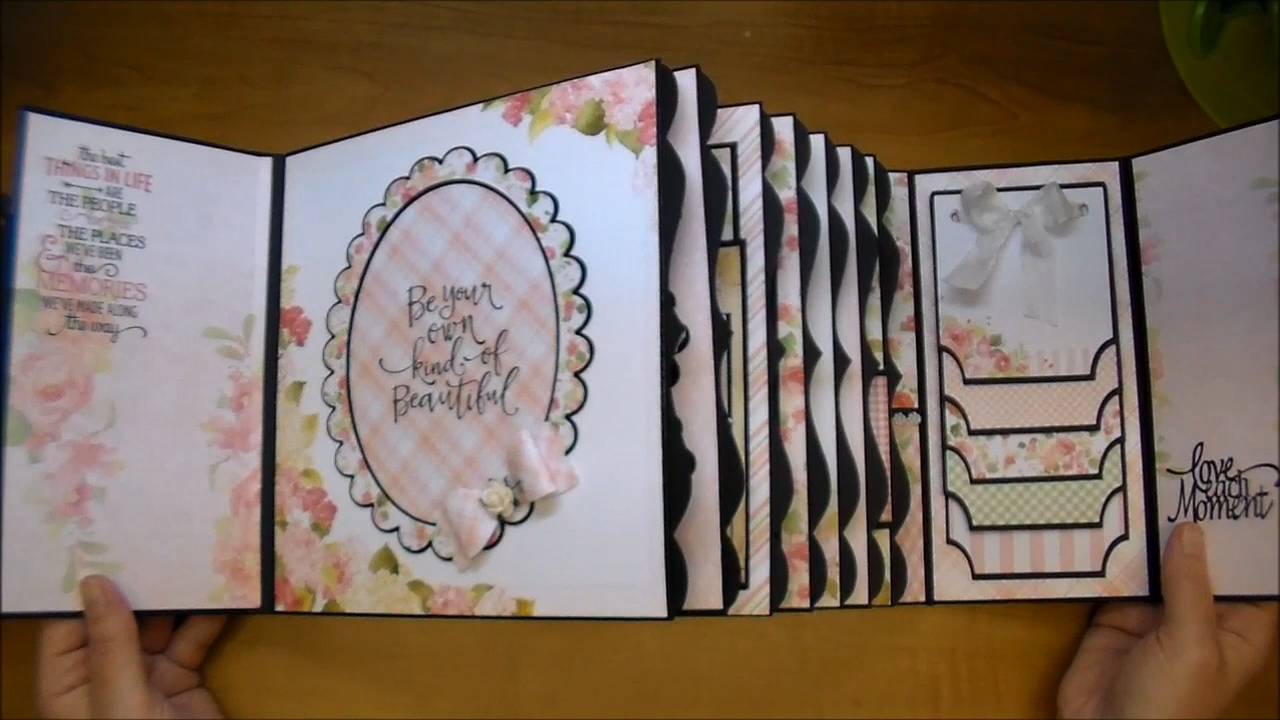 the best
THINGS IN LIFE
ARE
THE PEOPLE
THE PLACES
WE'VE BEEN
& the
MEMORIES
WE'VE MADE ALONG
the way
Be your
own
kind of
Beautiful
love
each
Moment